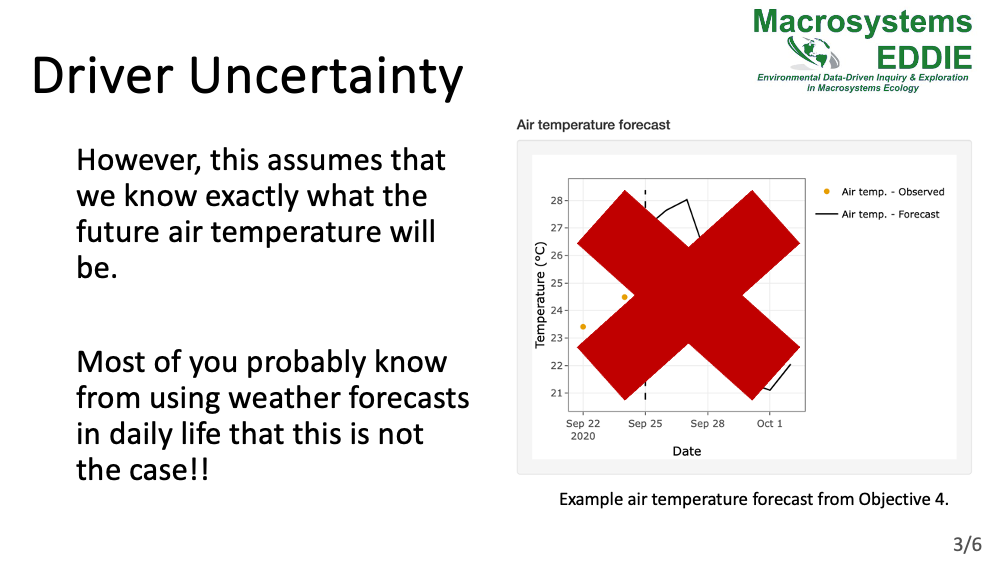 Macrosystems
EDDIE
Environmental Data-Driven Inquiry & Exploration
in Macrosystems Ecology
Driver Uncertainty
However, this assumes that
we know exactly what the
future air temperature will
be.
Most of you probably know
from using weather forecasts
in daily life that this is not
the case!!
Air temperature forecast
Air temp. - Observed
Air temp. - Forecast
28
27
26
25
24
23
22
21
Temperature (°C)
Sep 22
2020
Sep 25
Sep 28
Oct 1
Date
Example air temperature forecast from Objective 4.
3/6